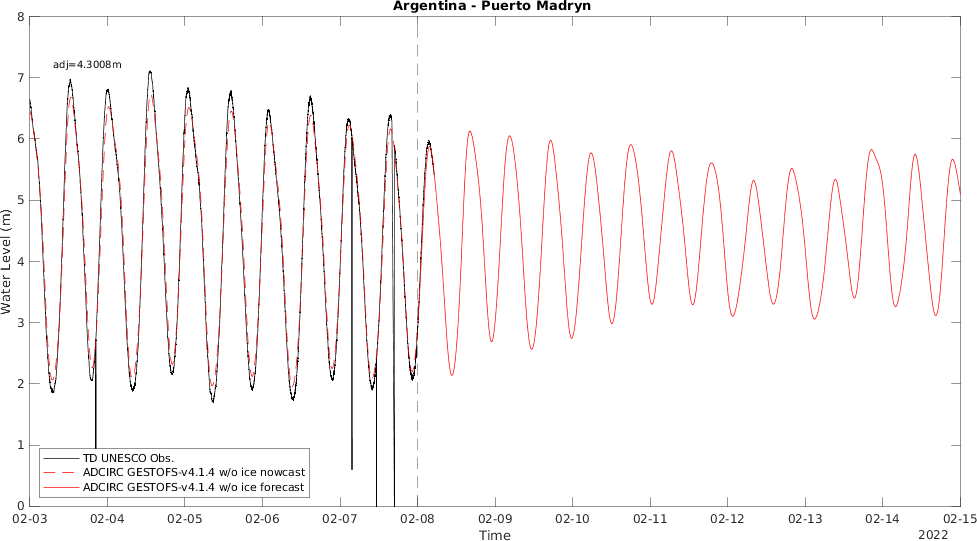 Argentina - Puerto Madryn
adj=4.3008m
8
7
6
5
4
3
2
1
0
Water Level (m)
TD UNESCO Obs.
ADCIRC GESTOFS-v4.1.4 w/o ice nowcast
ADCIRC GESTOFS-v4.1.4 w/o ice forecast
02-03 02-04 02-05 02-06 02-07 02-08 02-09 02-10 02-11 02-12 02-13 02-14 02-15
Time
2022